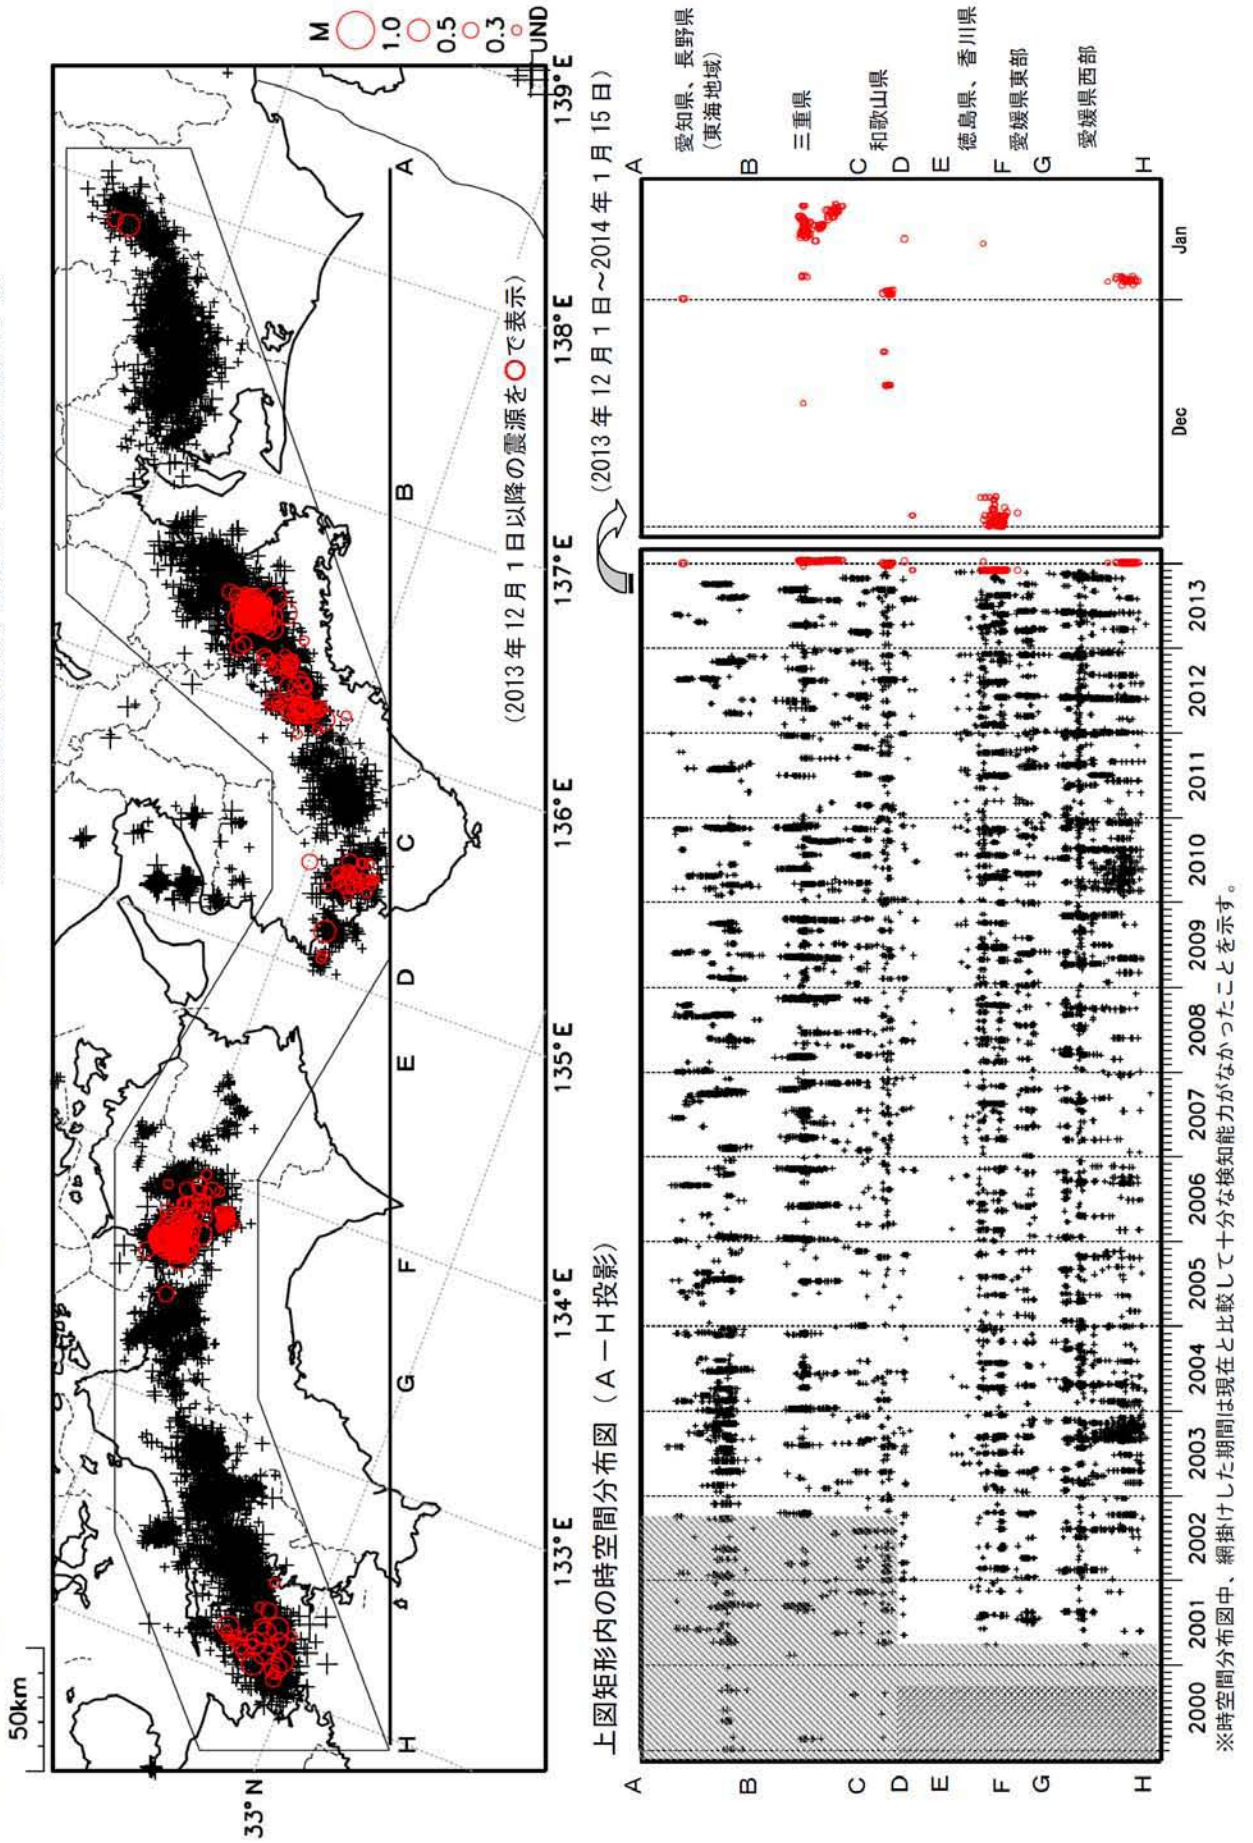 50km
33°N
133°E
134°E
135°E
136°E
137°E
138°E
139°E
M
1.0
0.5
0.3
UND
H
G
F
E
D
C
B
A
(2013年12月1日以降の震源を○で表示)
上図矩形内の時空間分布図(A-H投影)
(2013年12月1日~2014年1月15日)
A
B
C
D
E
F
G
H
2000
2001
2002
2003
2004
2005
2006
2007
2008
2009
2010
2011
2012
2013
Dec
Jan
A
B
C
D
E
F
G
H
愛知県、長野県
(東海地域)
三重県
和歌山県
徳島県、香川県
愛媛県東部
愛媛県西部
※時空間分布図中、網掛けした期間は現在と比較して十分な検知能力がなかったことを示す。